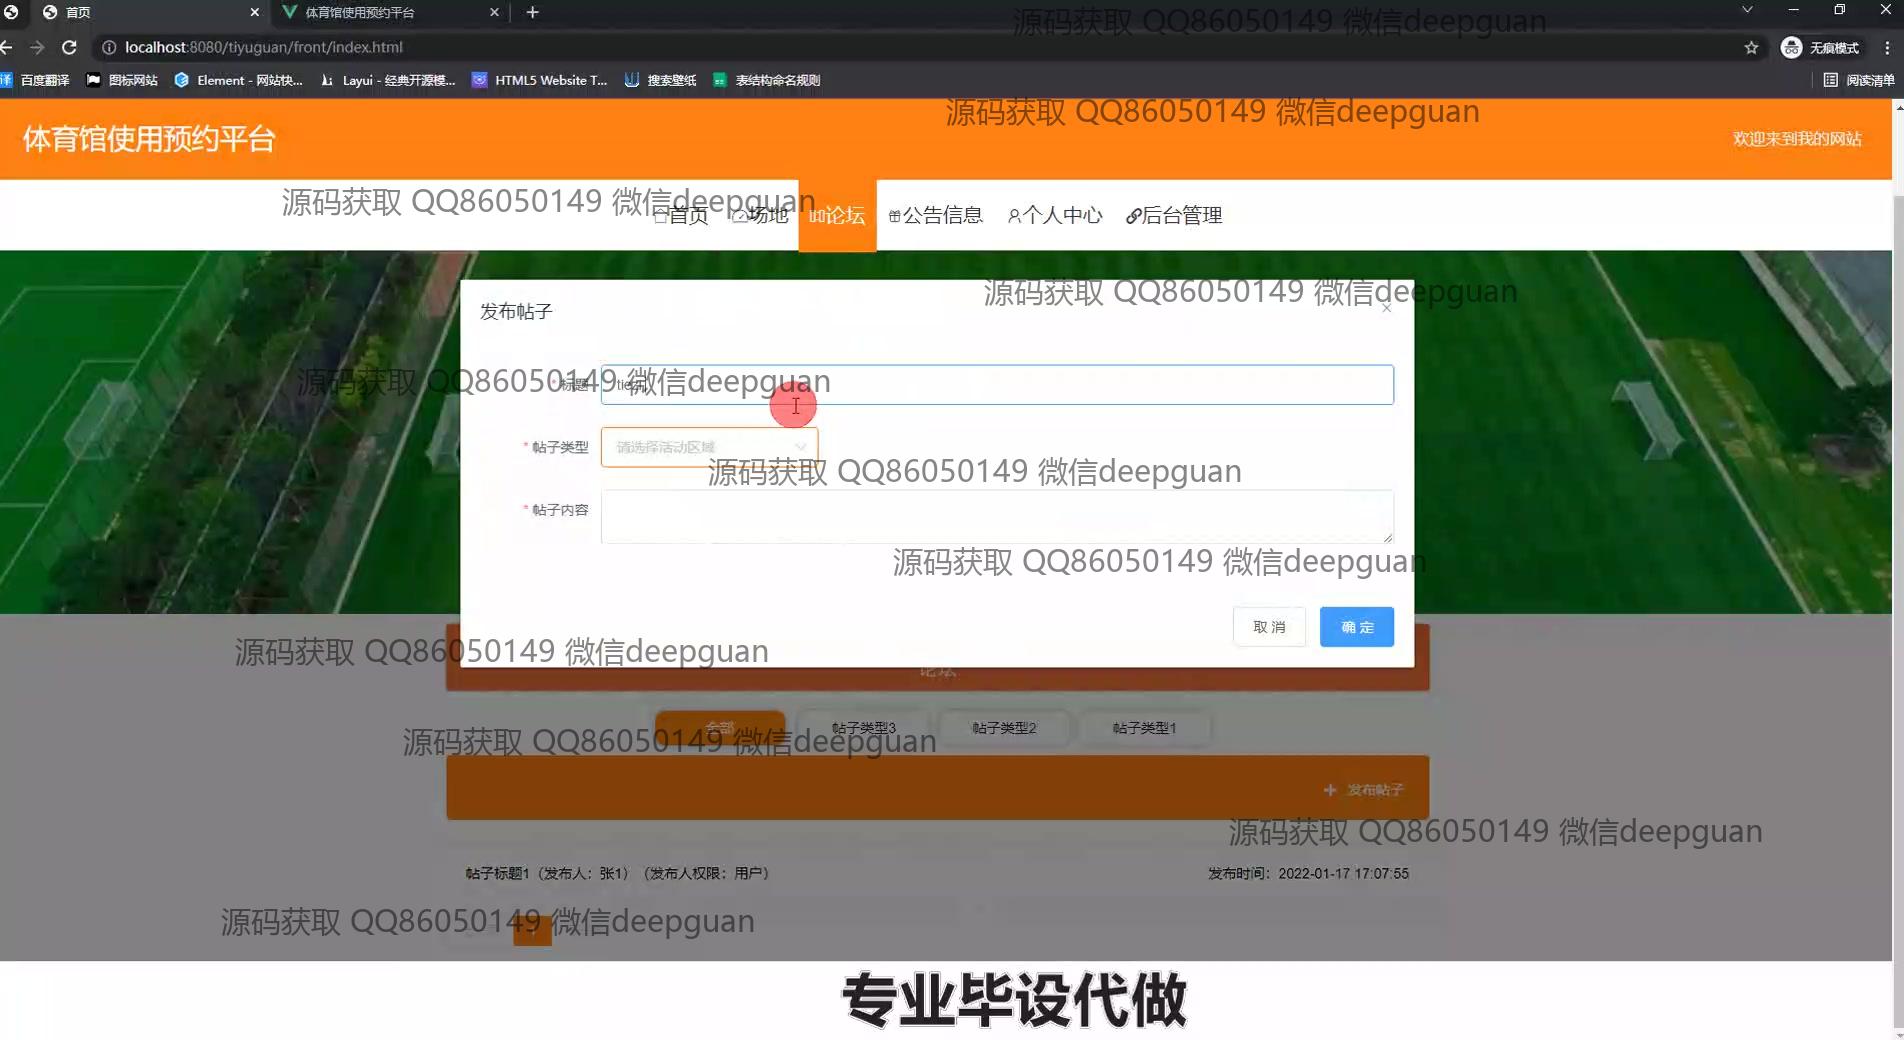 首页
体育馆使用预约平台
localhost:8080/tiyuguan/front/index.html
无痕模式
译 百度翻译
图标网站
Element - 网站快...
Layui - 经典开源模...
HTML5 Website T...
搜索壁纸
表结构命名规则
阅读清单
源码获取 QQ86050149 微信deepguan
源码获取 QQ86050149 微信deepguan
体育馆使用预约平台
欢迎来到我的网站
源码获取 QQ86050149 微信deepguan
首页
场地
论坛
公告信息
个人中心
后台管理
源码获取 QQ86050149 微信deepguan
发布帖子
源码获取 QQ86050149 微信deepguan
* 标题
* 帖子类型
请选择活动区域
源码获取 QQ86050149 微信deepguan
* 帖子内容
源码获取 QQ86050149 微信deepguan
取消
确定
源码获取 QQ86050149 微信deepguan
论坛
全部
帖子类型3
帖子类型2
帖子类型1
源码获取 QQ86050149 微信deepguan
+ 发布帖子
源码获取 QQ86050149 微信deepguan
帖子标题1（发布人：张1）（发布人权限：用户）
发布时间：2022-01-17 17:07:55
源码获取 QQ86050149 微信deepguan
专业毕设代做